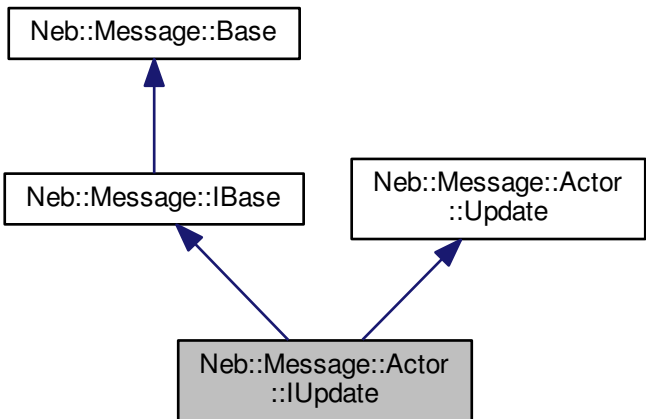 Neb::Message::Base
Neb::Message::IBase
Neb::Message::Actor
::Update
Neb::Message::Actor
::IUpdate